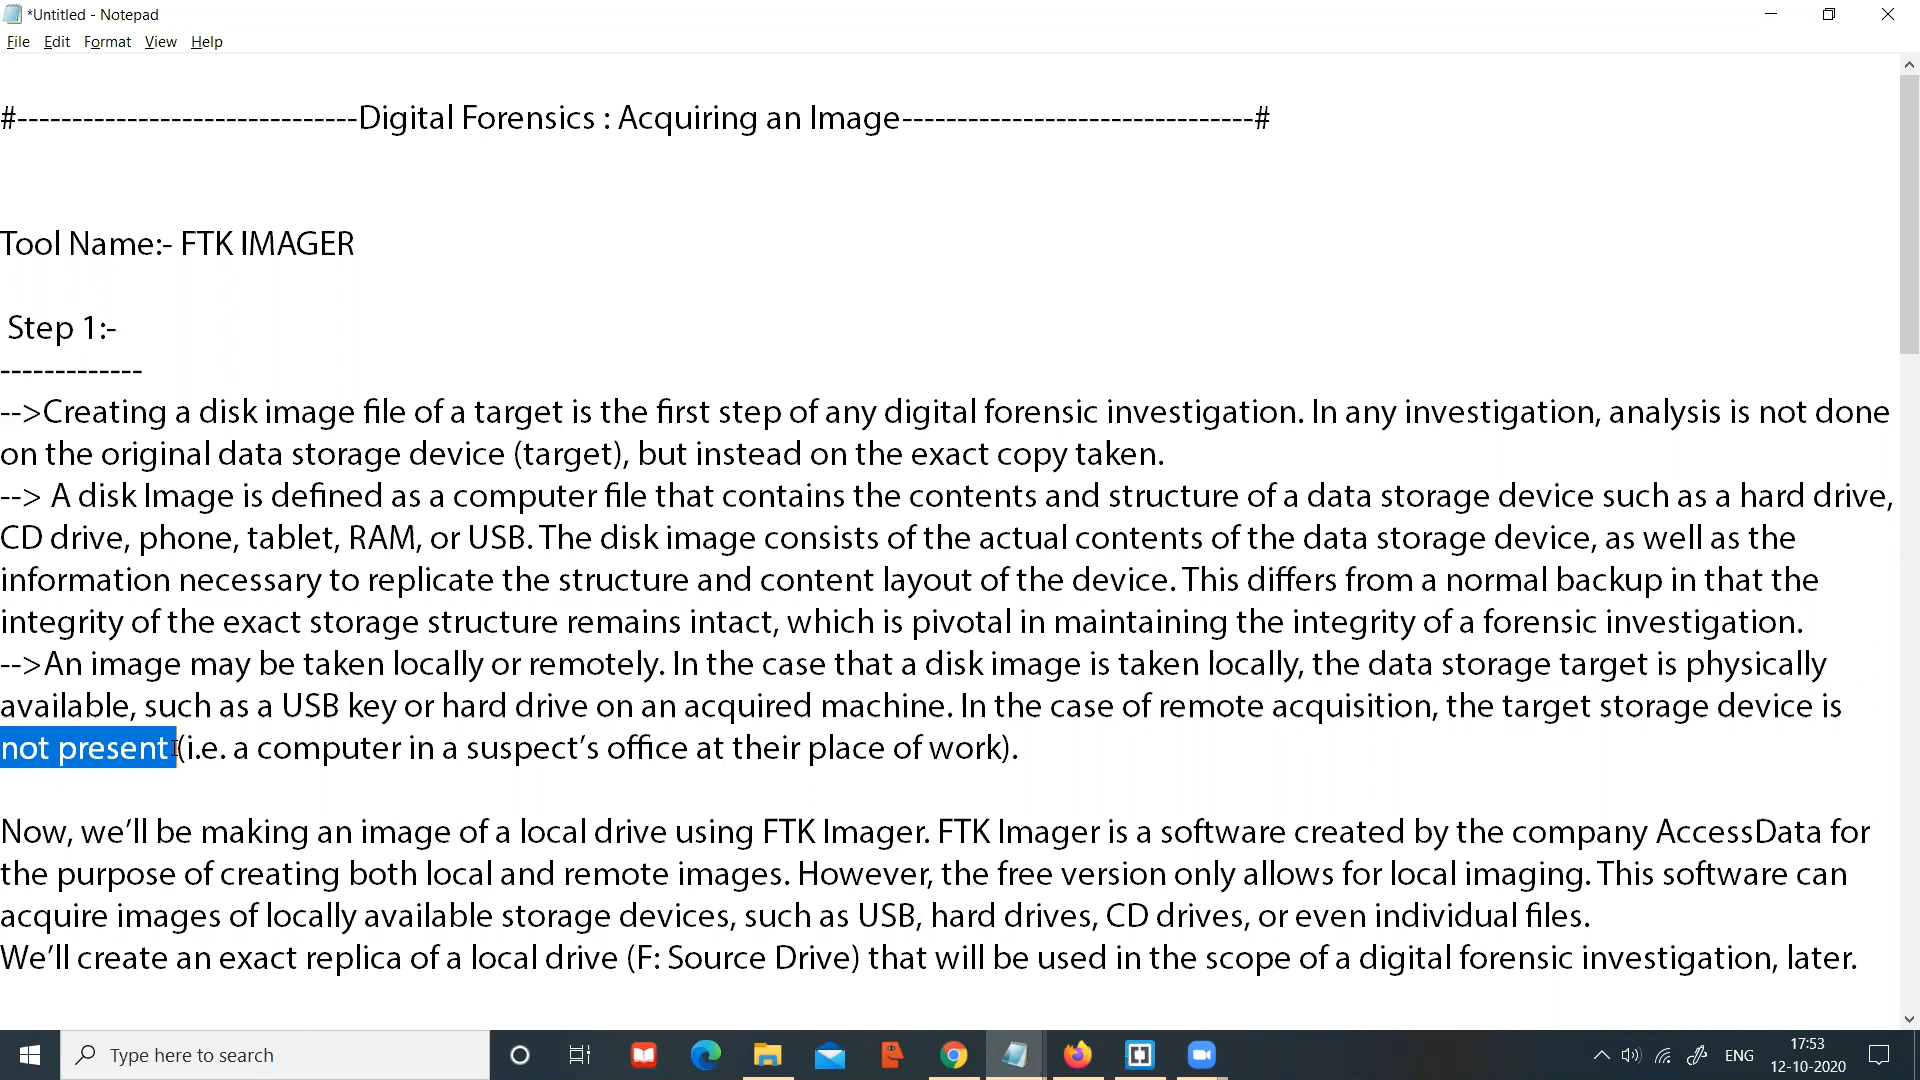 *Untitled - Notepad
File Edit Format View Help
#-------------------------------Digital Forensics : Acquiring an Image--------------------------------#
Tool Name:- FTK IMAGER
Step 1:-
-------------
-->Creating a disk image file of a target is the first step of any digital forensic investigation. In any investigation, analysis is not done
on the original data storage device (target), but instead on the exact copy taken.
--> A disk Image is defined as a computer file that contains the contents and structure of a data storage device such as a hard drive,
CD drive, phone, tablet, RAM, or USB. The disk image consists of the actual contents of the data storage device, as well as the
information necessary to replicate the structure and content layout of the device. This differs from a normal backup in that the
integrity of the exact storage structure remains intact, which is pivotal in maintaining the integrity of a forensic investigation.
-->An image may be taken locally or remotely. In the case that a disk image is taken locally, the data storage target is physically
available, such as a USB key or hard drive on an acquired machine. In the case of remote acquisition, the target storage device is
not present (i.e. a computer in a suspect’s office at their place of work).
Now, we’ll be making an image of a local drive using FTK Imager. FTK Imager is a software created by the company AccessData for
the purpose of creating both local and remote images. However, the free version only allows for local imaging. This software can
acquire images of locally available storage devices, such as USB, hard drives, CD drives, or even individual files.
We’ll create an exact replica of a local drive (F: Source Drive) that will be used in the scope of a digital forensic investigation, later.
Type here to search
ENG
17:53
12-10-2020